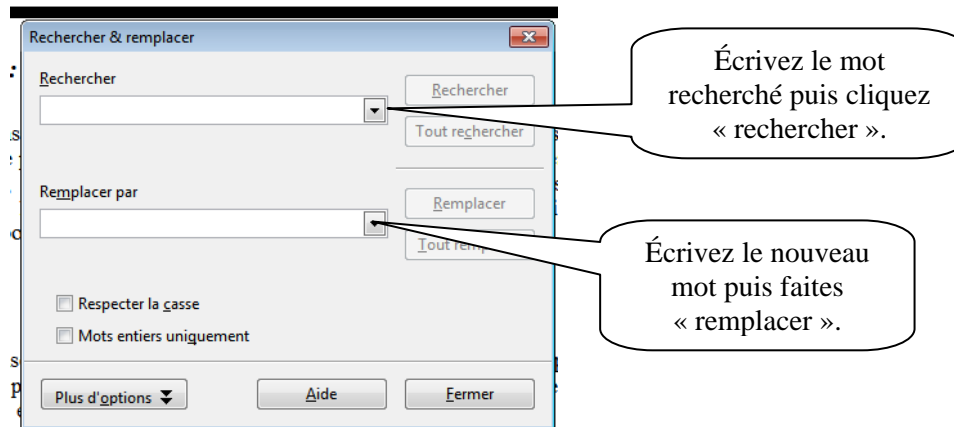 Rechercher & remplacer
Rechercher
Rechercher
Tout rechercher
Remplacer par
Remplacer
Respecter la casse
Mots entiers uniquement
Plus d'options
Aide
Fermer
Écrivez le mot
recherché puis cliquez
« rechercher ».
Écrivez le nouveau
mot puis faites
« remplacer ».